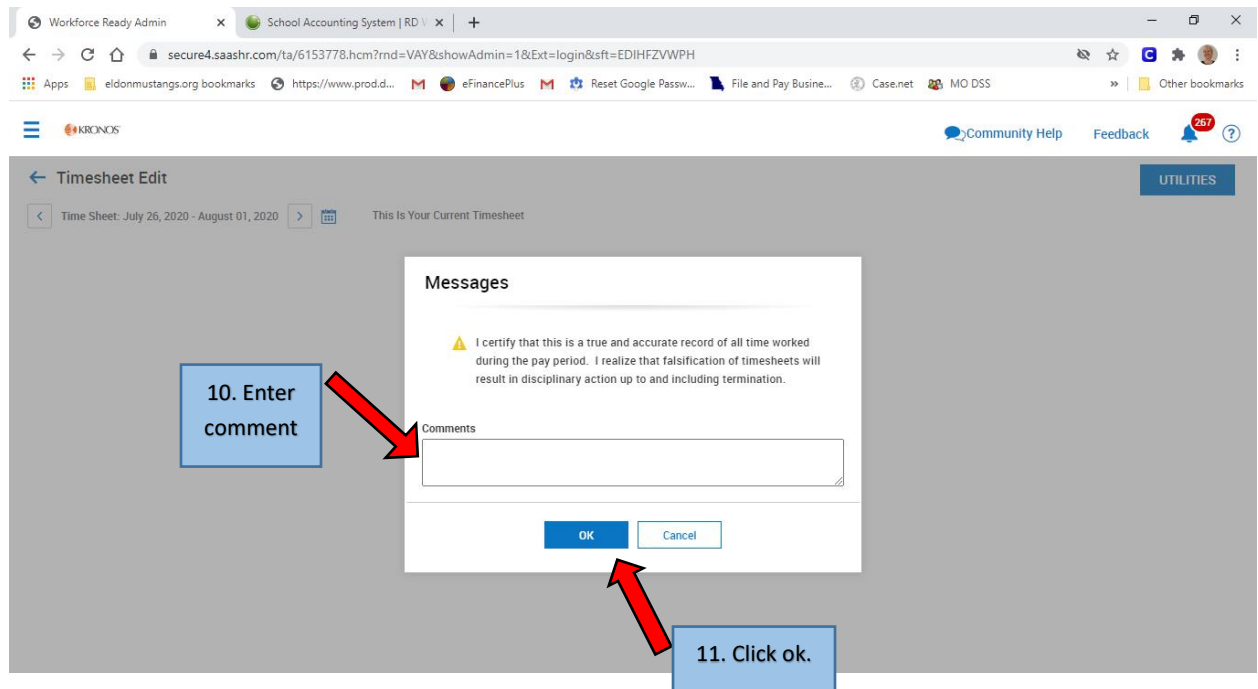 Workforce Ready Admin
School Accounting System | RD V
secure4.saashr.com/ta/6153778.hcm?rnd=VAY&showAdmin=1&Ext=login&sft=EDIHFZVWPH
Apps eldonmustangs.org bookmarks https://www.prod.d... eFinancePlus Reset Google Passw... File and Pay Busine... Case.net MO DSS » Other bookmarks
KRONOS Community Help Feedback 267
Timesheet Edit UTILITIES
Time Sheet: July 26, 2020 - August 01, 2020 This Is Your Current Timesheet
Messages
I certify that this is a true and accurate record of all time worked
during the pay period. I realize that falsification of timesheets will
result in disciplinary action up to and including termination.
10. Enter
comment
Comments
OK Cancel
11. Click ok.